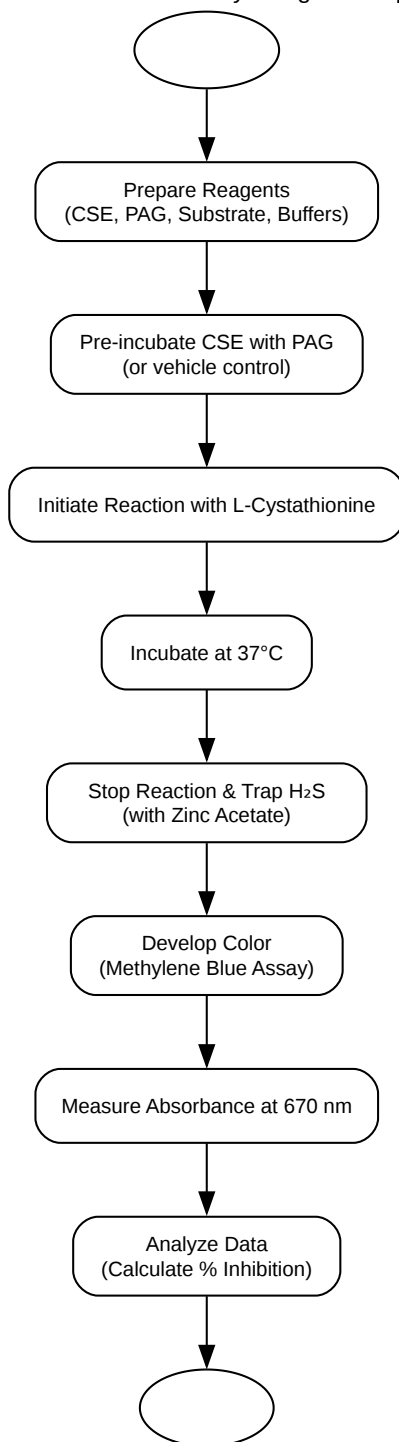 Prepare Reagents
(CSE, PAG, Substrate, Buffers)
Pre-incubate CSE with PAG
(or vehicle control)
Initiate Reaction with L-Cystathionine
Incubate at 37°C
Stop Reaction & Trap H₂S
(with Zinc Acetate)
Develop Color
(Methylene Blue Assay)
Measure Absorbance at 670 nm
Analyze Data
(Calculate % Inhibition)